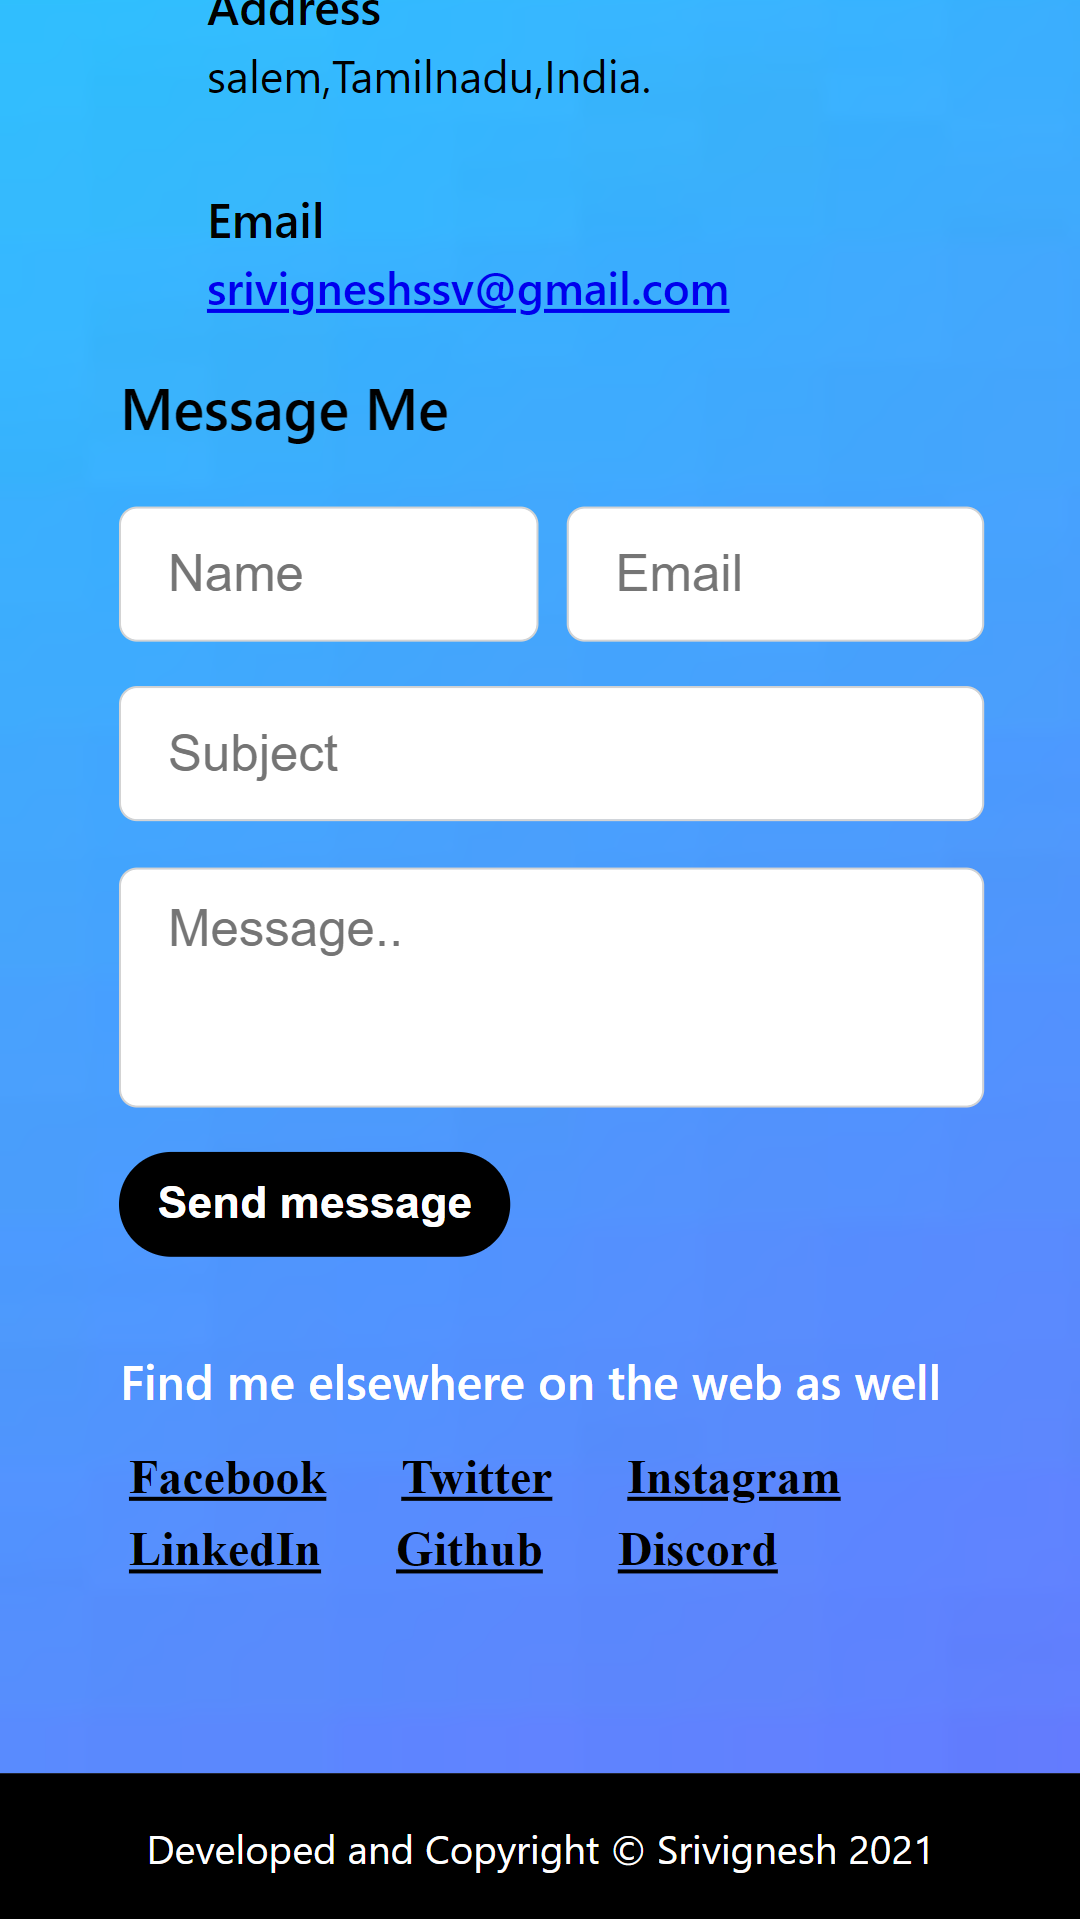 Address
salem,Tamilnadu,India.
Email
srivigneshssv@gmail.com
Message Me
Name Email
Subject
Message..
Send message
Find me elsewhere on the web as well
Facebook Twitter Instagram
LinkedIn Github Discord
Developed and Copyright © Srivignesh 2021